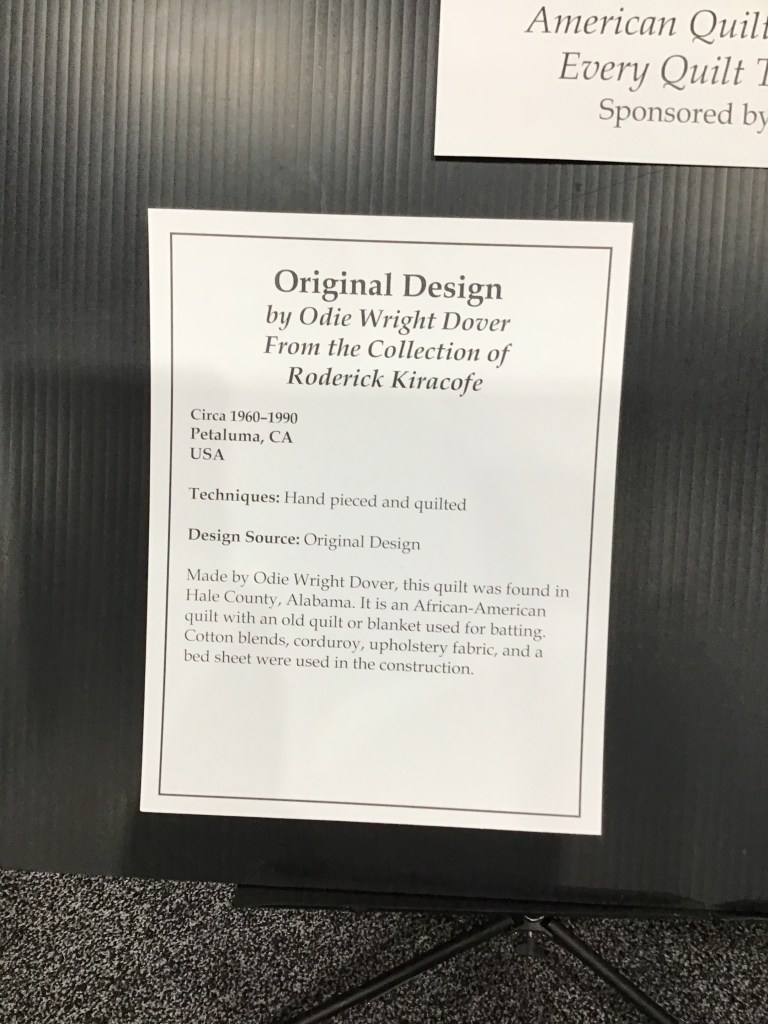 American Quilt
Every Quilt T
Sponsored by
Original Design
by Odie Wright Dover
From the Collection of
Roderick Kiracofe
Circa 1960–1990
Petaluma, CA
USA
Techniques: Hand pieced and quilted
Design Source: Original Design
Made by Odie Wright Dover, this quilt was found in
Hale County, Alabama. It is an African-American
quilt with an old quilt or blanket used for batting.
Cotton blends, corduroy, upholstery fabric, and a
bed sheet were used in the construction.